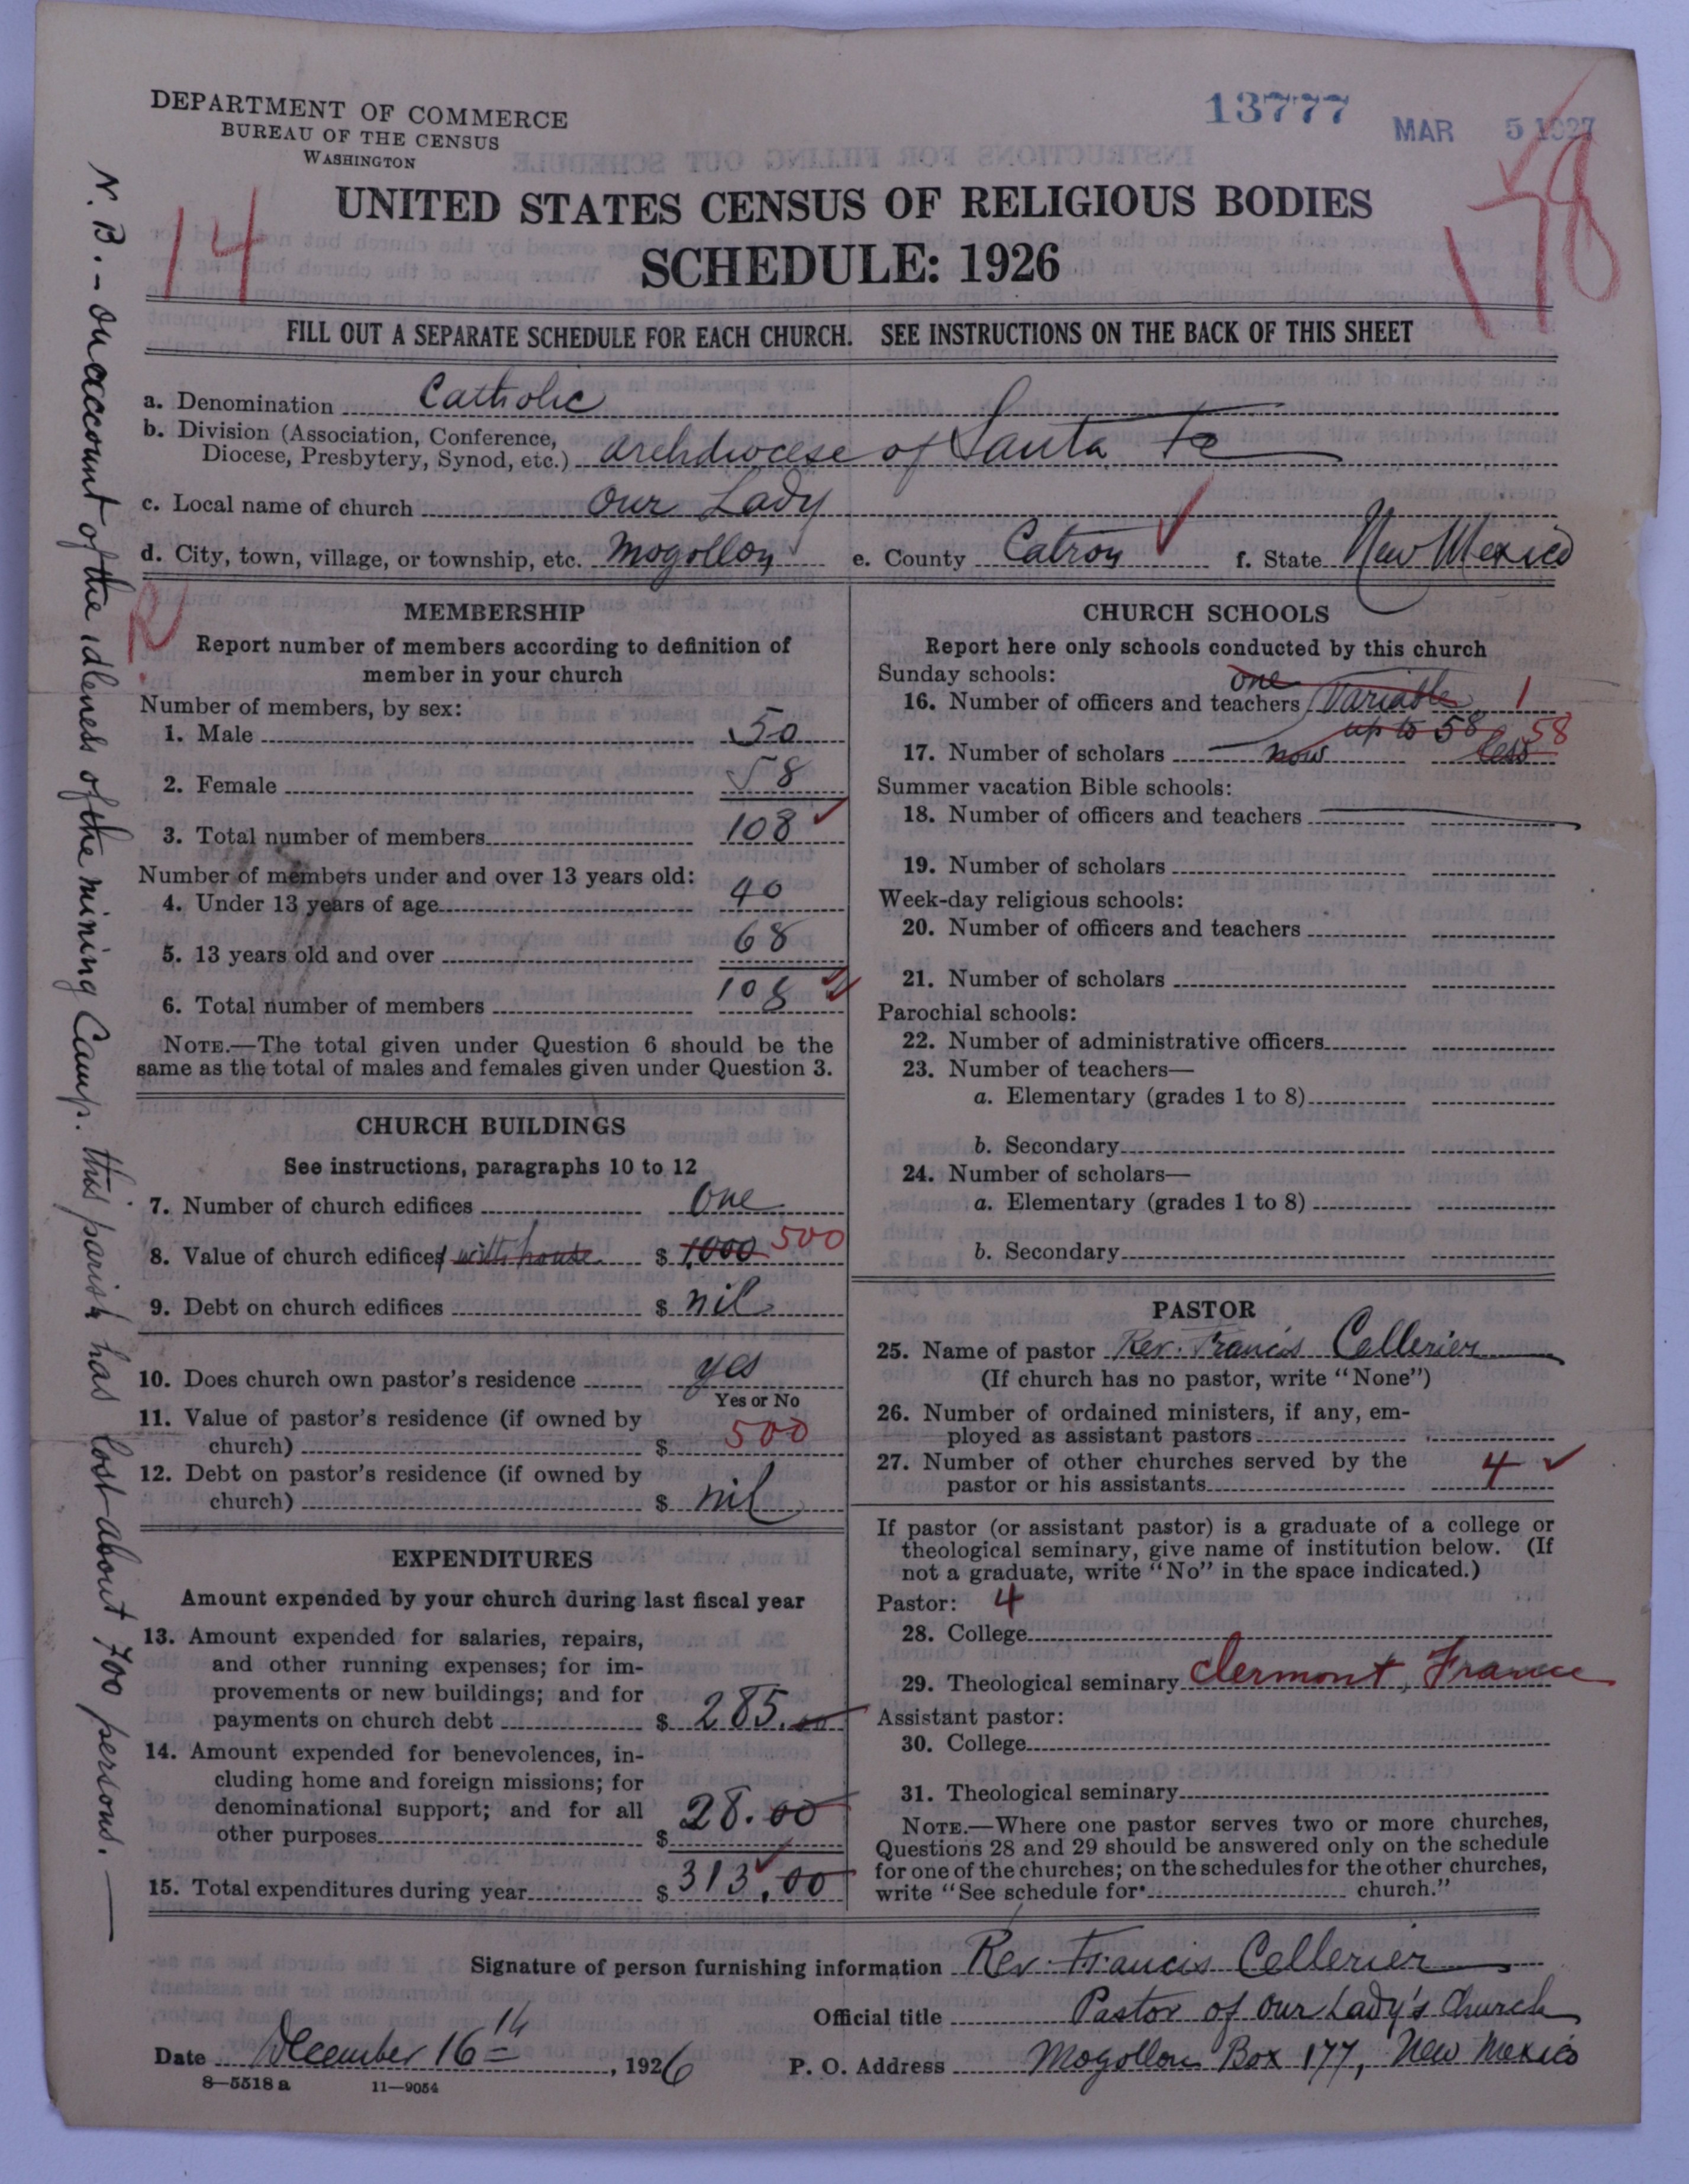 13777
MAR 5 1927
DEPARTMENT OF COMMERCE
BUREAU OF THE CENSUS
WASHINGTON
14
UNITED STATES CENSUS OF RELIGIOUS BODIES
SCHEDULE: 1926
FILL OUT A SEPARATE SCHEDULE FOR EACH CHURCH. SEE INSTRUCTIONS ON THE BACK OF THIS SHEET
a. Denomination Catholic
b. Division (Association, Conference,
Diocese, Presbytery, Synod, etc.) archdiocese of Santa Fe
c. Local name of church Our Lady
d. City, town, village, or township, etc. Mogollon e. County Catron f. State New Mexico
R
MEMBERSHIP
Report number of members according to definition of
member in your church
Number of members, by sex:
1. Male 50
2. Female 58
3. Total number of members 108
Number of members under and over 13 years old:
4. Under 13 years of age 40
5. 13 years old and over 68
6. Total number of members 108
NOTE.—The total given under Question 6 should be the
same as the total of males and females given under Question 3.
CHURCH BUILDINGS
See instructions, paragraphs 10 to 12
7. Number of church edifices One
8. Value of church edifices with house $ 1,000 500
9. Debt on church edifices $ nil
10. Does church own pastor's residence yes
Yes or No
11. Value of pastor's residence (if owned by
church) $ 500
12. Debt on pastor's residence (if owned by
church) $ nil
EXPENDITURES
Amount expended by your church during last fiscal year
13. Amount expended for salaries, repairs,
and other running expenses; for im-
provements or new buildings; and for
payments on church debt $ 285.00
14. Amount expended for benevolences, in-
cluding home and foreign missions; for
denominational support; and for all
other purposes $ 28.00
15. Total expenditures during year $ 313.00
CHURCH SCHOOLS
Report here only schools conducted by this church
Sunday schools:
one
16. Number of officers and teachers Variable 1
up to 58 58
17. Number of scholars now less
Summer vacation Bible schools:
18. Number of officers and teachers
19. Number of scholars
Week-day religious schools:
20. Number of officers and teachers
21. Number of scholars
Parochial schools:
22. Number of administrative officers
23. Number of teachers—
a. Elementary (grades 1 to 8)
b. Secondary
24. Number of scholars—
a. Elementary (grades 1 to 8)
b. Secondary
PASTOR
25. Name of pastor Rev. Francis Cellerier
(If church has no pastor, write "None")
26. Number of ordained ministers, if any, em-
ployed as assistant pastors
27. Number of other churches served by the
pastor or his assistants 4
If pastor (or assistant pastor) is a graduate of a college or
theological seminary, give name of institution below. (If
not a graduate, write "No" in the space indicated.)
Pastor: 4
28. College
29. Theological seminary Clermont, France
Assistant pastor:
30. College
31. Theological seminary
NOTE.—Where one pastor serves two or more churches,
Questions 28 and 29 should be answered only on the schedule
for one of the churches; on the schedules for the other churches,
write "See schedule for church."
Signature of person furnishing information Rev. Francis Cellerier
Official title Pastor of Our Lady's Church
Date December 16th, 1926 P. O. Address Mogollon Box 177, New Mexico
8—5518 a 11—9054
N. B. - On account of the idleness of the mining Camp. this parish has lost about 700 persons.